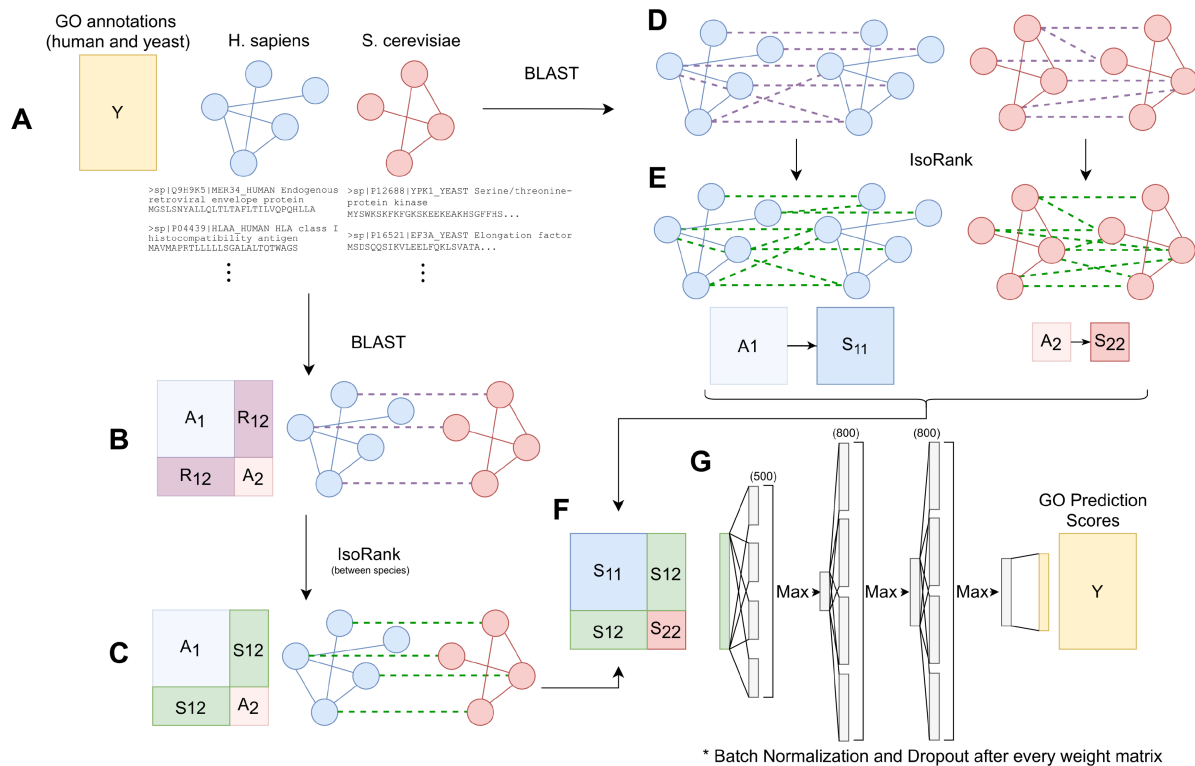 GO annotations
(human and yeast)
H. sapiens
S. cerevisiae
A
Y
BLAST
>sp|Q9H9K5|MER34_HUMAN Endogenous
retroviral envelope protein
MGSLSNYALLQLTLTAFLTILVQPQHLLA
>sp|P04439|HLAA_HUMAN HLA class I
histocompatibility antigen
MAVMAPRTLLLLLSGALALTQTWAGS
>sp|P12688|YPK1_YEAST Serine/threonine-
protein kinase
MYSWKSKFKFGKSKEEKEAKHSGFFHS...
>sp|P16521|EF3A_YEAST Elongation factor
MSDSQQSIKVLEELFQKLSVATA...
BLAST
D
IsoRank
E
A1
S11
A2
S22
B
A1
R12
R12
A2
IsoRank
(between species)
C
A1
S12
S12
A2
F
S11
S12
S12
S22
G
(500)
Max
(800)
Max
(800)
Max
GO Prediction
Scores
Y
* Batch Normalization and Dropout after every weight matrix